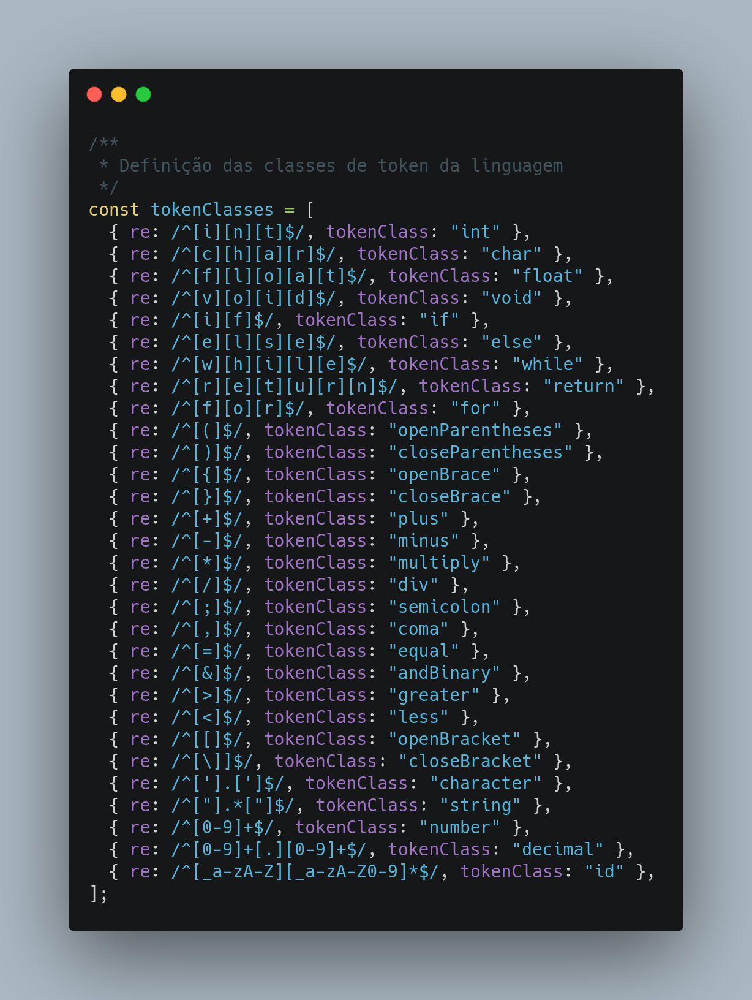 /**
 * Definição das classes de token da linguagem
 */
const tokenClasses = [
  { re: /^[i][n][t]$/, tokenClass: "int" },
  { re: /^[c][h][a][r]$/, tokenClass: "char" },
  { re: /^[f][l][o][a][t]$/, tokenClass: "float" },
  { re: /^[v][o][i][d]$/, tokenClass: "void" },
  { re: /^[i][f]$/, tokenClass: "if" },
  { re: /^[e][l][s][e]$/, tokenClass: "else" },
  { re: /^[w][h][i][l][e]$/, tokenClass: "while" },
  { re: /^[r][e][t][u][r][n]$/, tokenClass: "return" },
  { re: /^[f][o][r]$/, tokenClass: "for" },
  { re: /^[(]$/, tokenClass: "openParentheses" },
  { re: /^[)]$/, tokenClass: "closeParentheses" },
  { re: /^[{]$/, tokenClass: "openBrace" },
  { re: /^[}]$/, tokenClass: "closeBrace" },
  { re: /^[+]$/, tokenClass: "plus" },
  { re: /^[-]$/, tokenClass: "minus" },
  { re: /^[*]$/, tokenClass: "multiply" },
  { re: /^[/]$/, tokenClass: "div" },
  { re: /^[;]$/, tokenClass: "semicolon" },
  { re: /^[,]$/, tokenClass: "coma" },
  { re: /^[=]$/, tokenClass: "equal" },
  { re: /^[&]$/, tokenClass: "andBinary" },
  { re: /^[>]$/, tokenClass: "greater" },
  { re: /^[<]$/, tokenClass: "less" },
  { re: /^[[]$/, tokenClass: "openBracket" },
  { re: /^[\]]$/, tokenClass: "closeBracket" },
  { re: /^['].[']$/, tokenClass: "character" },
  { re: /^["].*["]$/, tokenClass: "string" },
  { re: /^[0-9]+$/, tokenClass: "number" },
  { re: /^[0-9]+[.][0-9]+$/, tokenClass: "decimal" },
  { re: /^[_a-zA-Z][_a-zA-Z0-9]*$/, tokenClass: "id" },
];